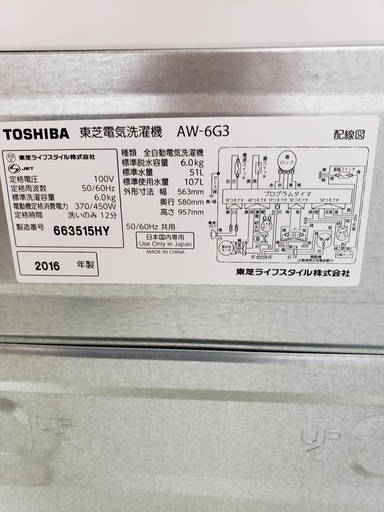 TOSHIBA 東芝電気洗濯機 AW-6G3 配線図
東芝ライフスタイル株式会社
JET
定格電圧 100V
定格周波数 50/60Hz
標準洗濯容量 6.0kg
電動機定格消費電力 370/450W
定格時間 洗いのみ 12分
製造番号 663515HY
2016 年製
種類 全自動電気洗濯機
標準脱水容量 6.0kg
標準水量 51L
標準使用水量 107L
外形寸法 幅 563mm
奥行 580mm
高さ 957mm
50/60Hz 共用
日本国内専用
Use Only in Japan
MADE IN CHINA
プログラムタイマ
東芝ライフスタイル株式会社
UP